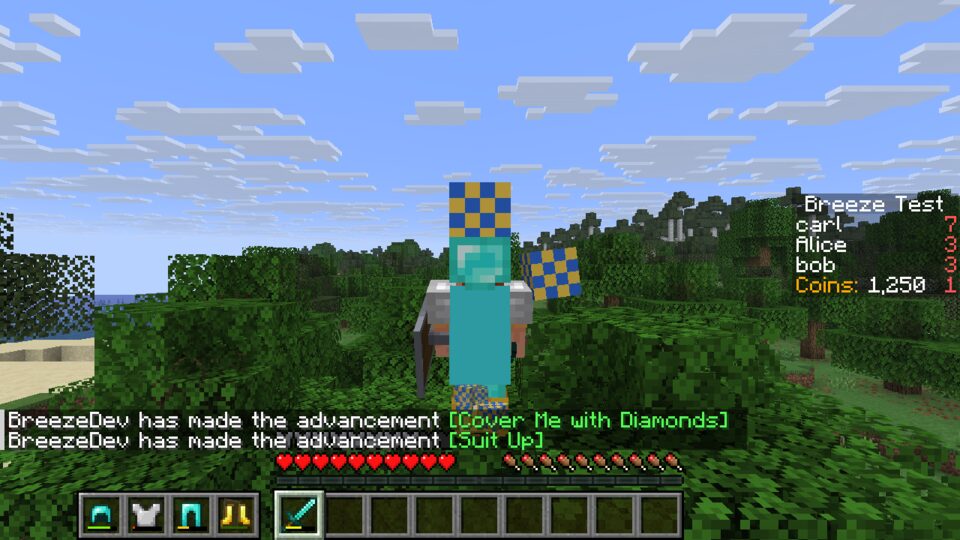 Breeze Test
carl 7
Alice 3
bob 3
Coins: 1,250 1
BreezeDev has made the advancement [Cover Me with Diamonds]
BreezeDev has made the advancement [Suit Up]